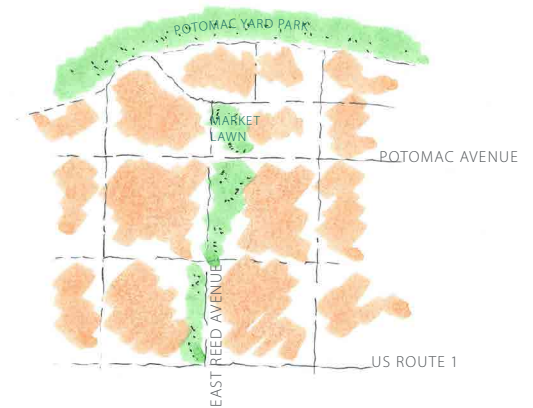 POTOMAC YARD PARK
MARKET
LAWN
POTOMAC AVENUE
EAST REED AVENUE
US ROUTE 1